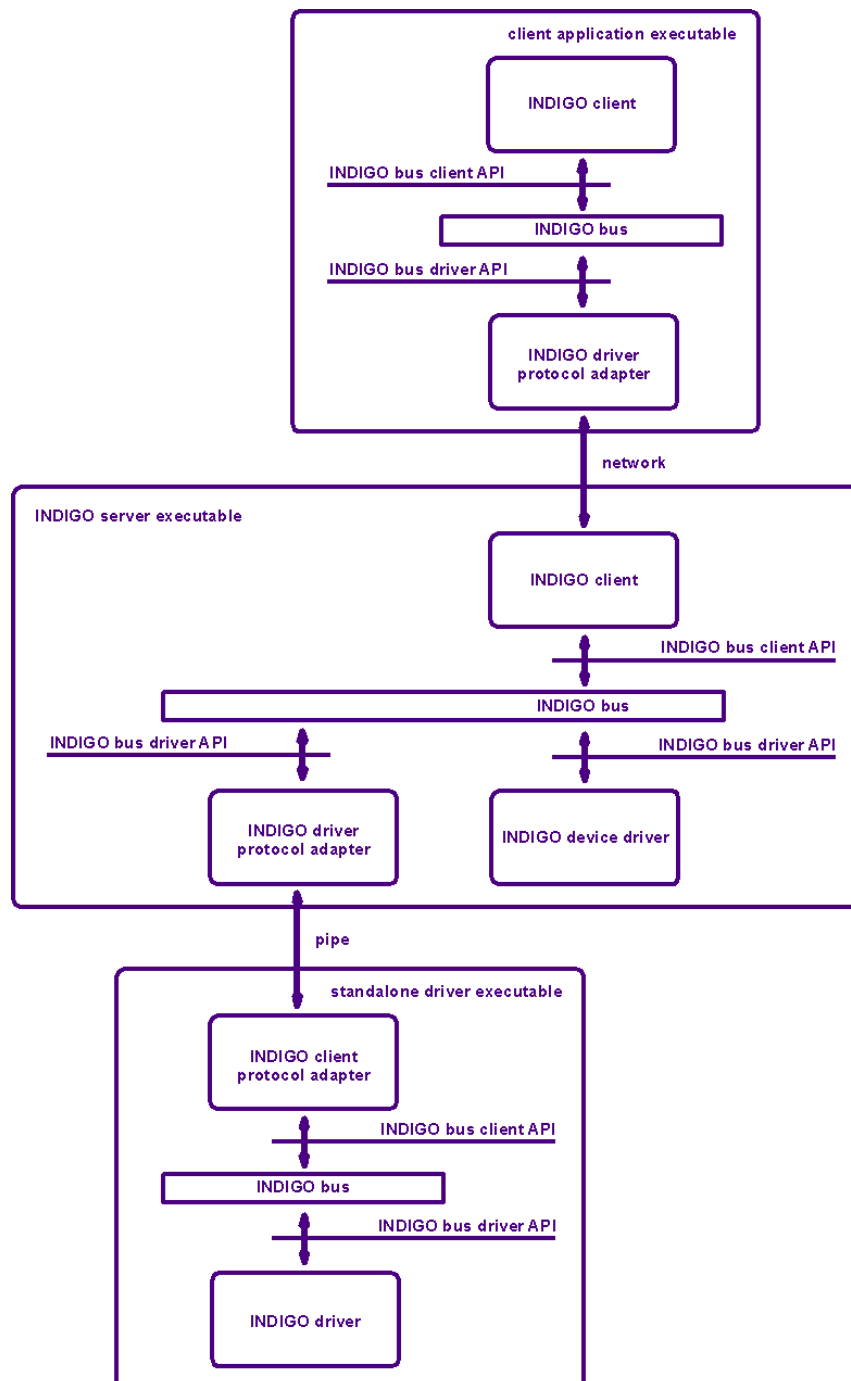 client application executable
INDIGO client
INDIGO bus client API
INDIGO bus
INDIGO bus driver API
INDIGO driver
protocol adapter
network
INDIGO server executable
INDIGO client
INDIGO bus client API
INDIGO bus
INDIGO bus driver API
INDIGO bus driver API
INDIGO driver
protocol adapter
INDIGO device driver
pipe
standalone driver executable
INDIGO client
protocol adapter
INDIGO bus client API
INDIGO bus
INDIGO bus driver API
INDIGO driver